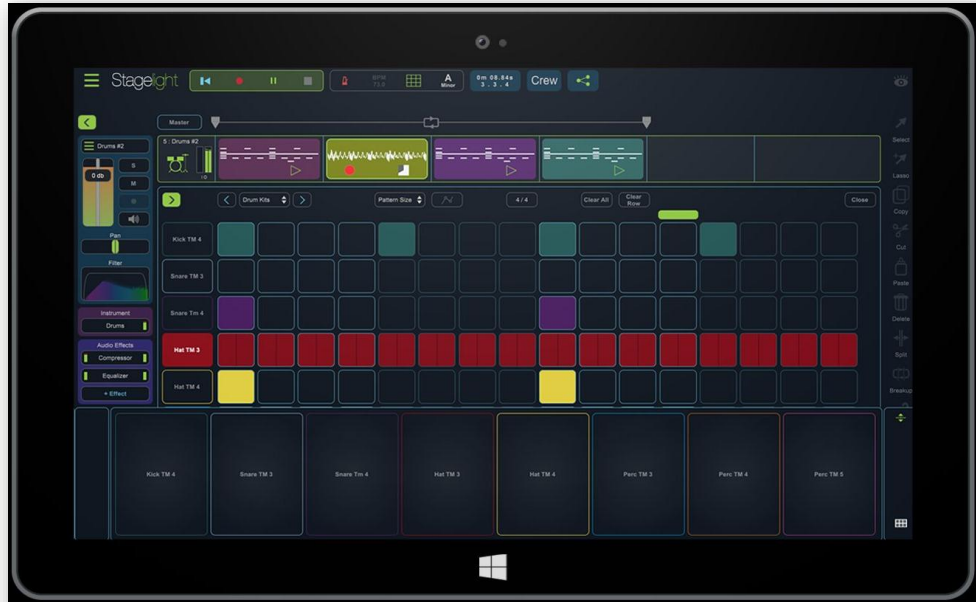 Stagelight
BPM
73.0
A
Minor
0m 08.84s
3 . 3 . 4
Crew
Master
Select
Drums #2
5 : Drums #2
0 db
S
M
Lasso
Drum Kits
Pattern Size
4 / 4
Clear All
Clear
Row
Close
Copy
Pan
Kick TM 4
Cut
Filter
Snare TM 3
Paste
Instrument
Drums
Snare Tm 4
Delete
Audio Effects
Compressor
Hat TM 3
Split
Equalizer
+ Effect
Hat TM 4
Breakup
Kick TM 4
Snare TM 3
Snare Tm 4
Hat TM 3
Hat TM 4
Perc TM 3
Perc TM 4
Perc TM 5